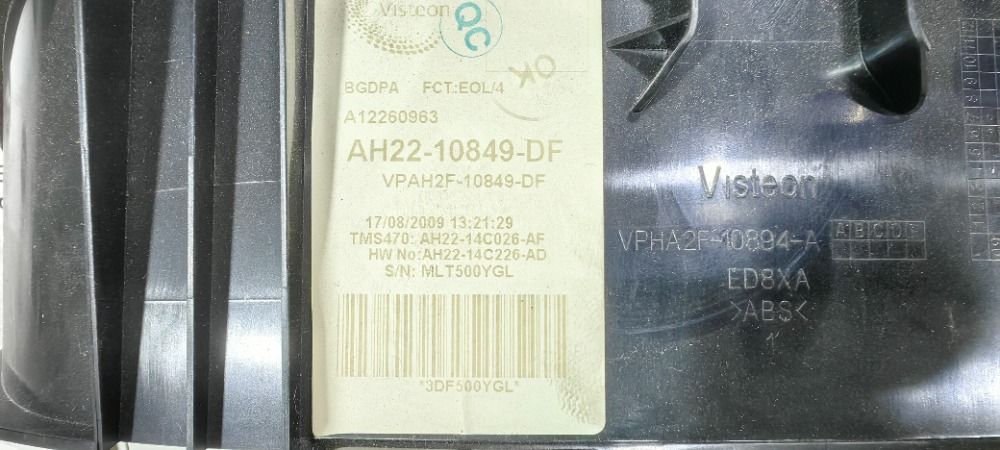 Visteon
QC
OK
BGDPA FCT:EOL/4
A12260963
AH22-10849-DF
VPAH2F-10849-DF
17/08/2009 13:21:29
TMS470: AH22-14C026-AF
HW No:AH22-14C226-AD
S/N: MLT500YGL
*3DF500YGL*
Visteon
VPHA2F-10894-A
A B C D
ED8XA
>ABS<
1